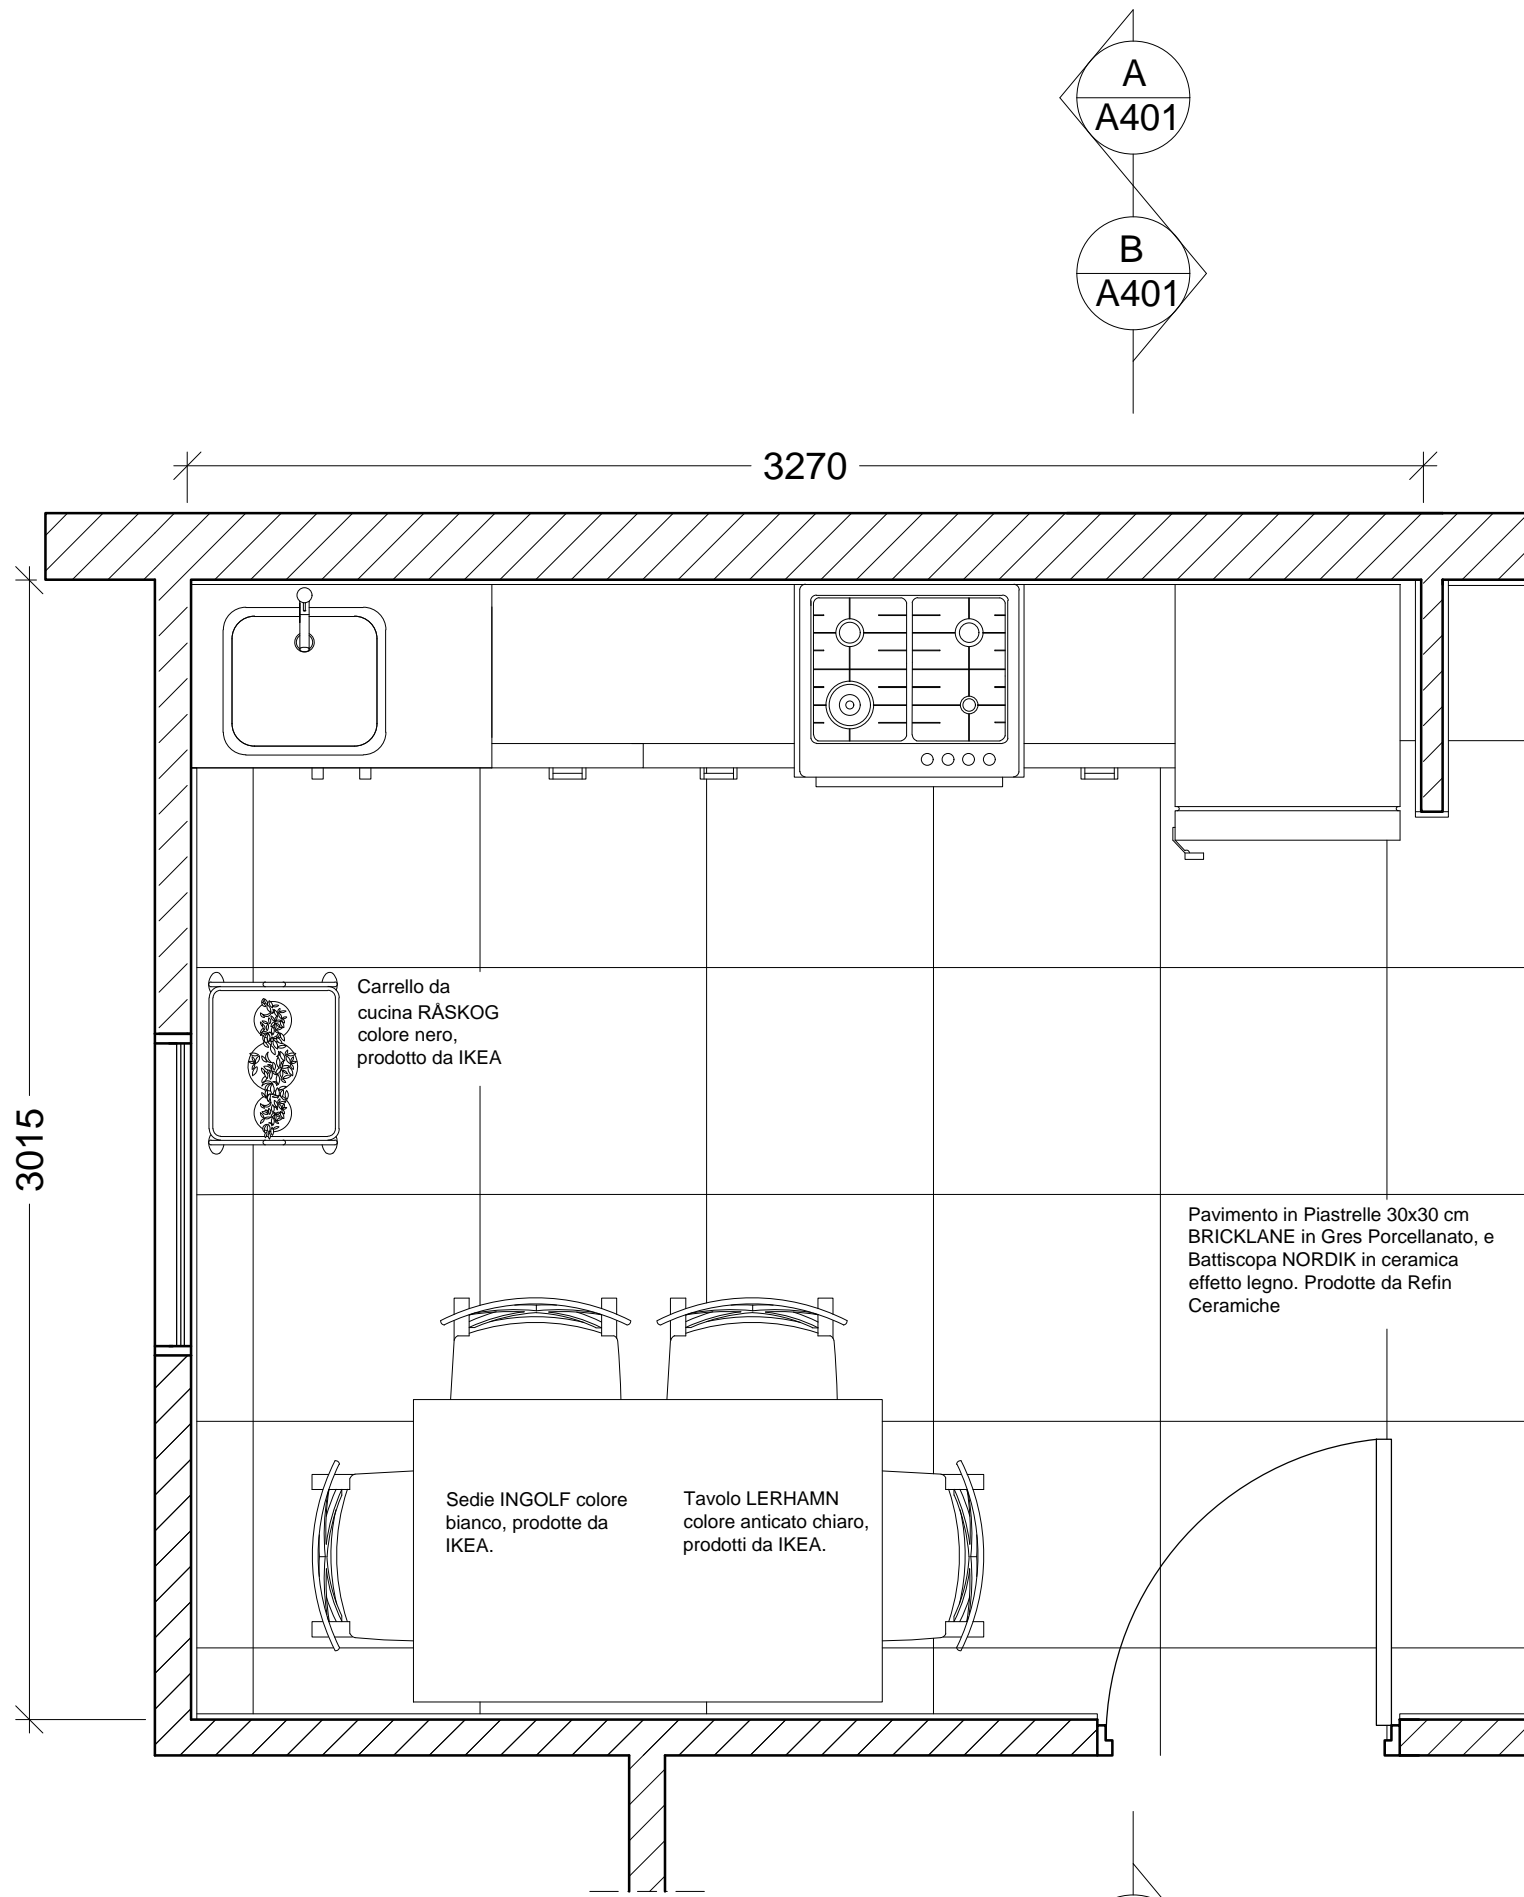 A
A401
B
A401
3270
3015
Carrello da
cucina RÅSKOG
colore nero,
prodotto da IKEA
Pavimento in Piastrelle 30x30 cm
BRICKLANE in Gres Porcellanato, e
Battiscopa NORDIK in ceramica
effetto legno. Prodotte da Refin
Ceramiche
Sedie INGOLF colore
bianco, prodotte da
IKEA.
Tavolo LERHAMN
colore anticato chiaro,
prodotti da IKEA.